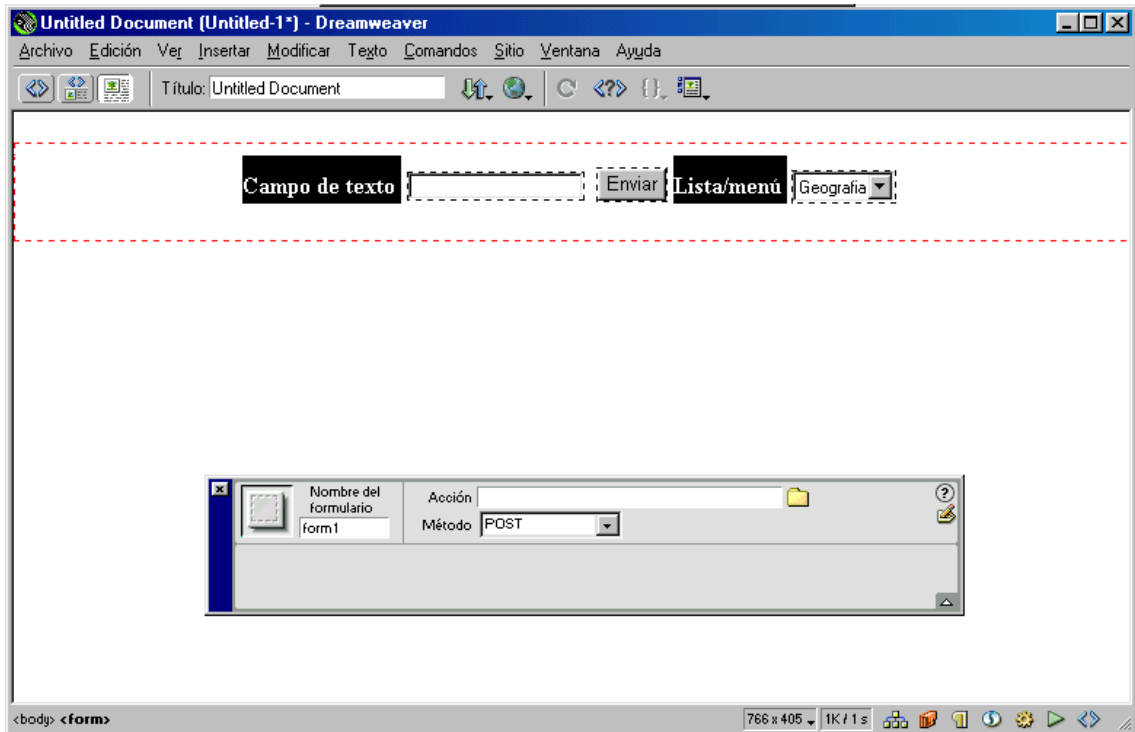 Untitled Document (Untitled-1*) - Dreamweaver
Archivo Edición Ver Insertar Modificar Texto Comandos Sitio Ventana Ayuda
Título: Untitled Document
Campo de texto Enviar Lista/menú Geografia
Nombre del formulario
form1
Acción
Método POST
<body> <form>
766 x 405 1K / 1 s